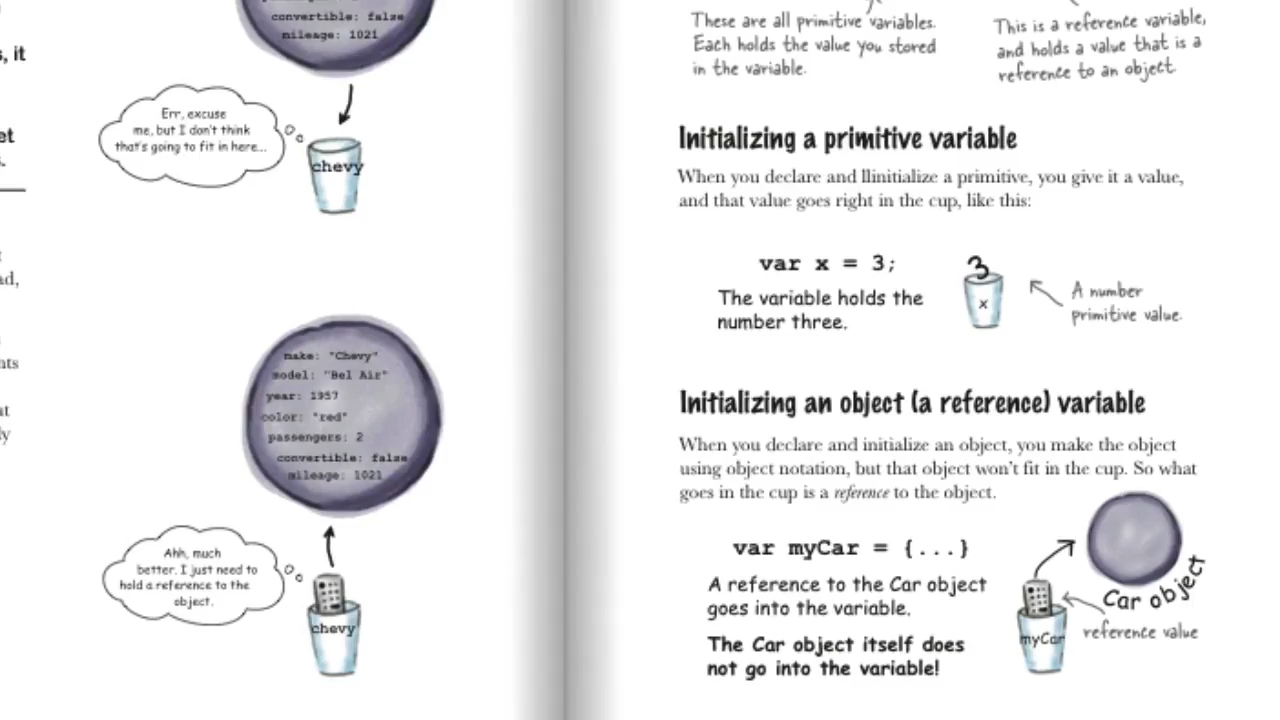 s, it
et
s.
ad,
nts
at
ly
convertible: false
mileage: 1021
Err, excuse
me, but I don't think
that's going to fit in here...
chevy
make: "Chevy"
model: "Bel Air"
year: 1957
color: "red"
passengers: 2
convertible: false
mileage: 1021
Ahh, much
better. I just need to
hold a reference to the
object.
chevy
These are all primitive variables.
Each holds the value you stored
in the variable.
This is a reference variable,
and holds a value that is a
reference to an object.
Initializing a primitive variable
When you declare and llinitialize a primitive, you give it a value,
and that value goes right in the cup, like this:
var x = 3;
The variable holds the
number three.
3
x
A number
primitive value.
Initializing an object (a reference) variable
When you declare and initialize an object, you make the object
using object notation, but that object won't fit in the cup. So what
goes in the cup is a reference to the object.
var myCar = {...}
A reference to the Car object
goes into the variable.
The Car object itself does
not go into the variable!
Car object
myCar
reference value